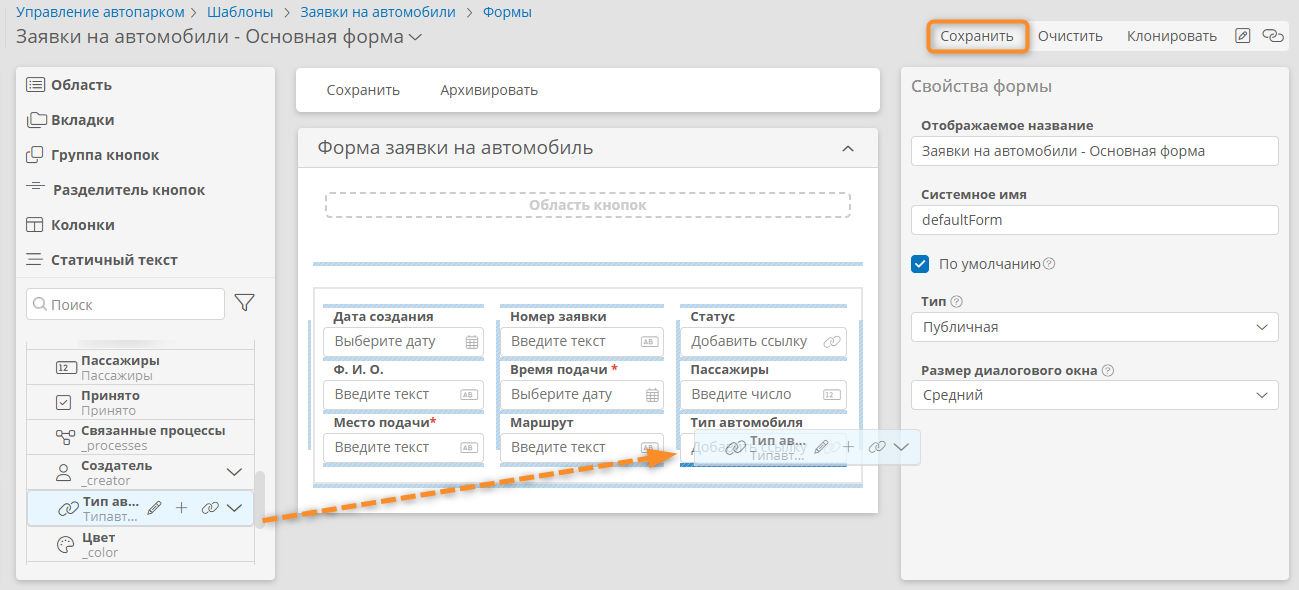 Управление автопарком > Шаблоны > Заявки на автомобили > Формы
Заявки на автомобили - Основная форма
Сохранить Очистить Клонировать
Область
Вкладки
Группа кнопок
Разделитель кнопок
Колонки
Статичный текст
Поиск
Пассажиры
Пассажиры
Принято
Принято
Связанные процессы
_processes
Создатель
_creator
Тип ав...
Типавт...
Цвет
_color
Сохранить Архивировать
Форма заявки на автомобиль
Область кнопок
Дата создания Номер заявки Статус
Выберите дату Введите текст Добавить ссылку
Ф. И. О. Время подачи * Пассажиры
Введите текст Выберите дату Введите число
Место подачи* Маршрут Тип автомобиля
Введите текст Введите текст Добавить ссылку
Тип ав...
Типавт...
Свойства формы
Отображаемое название
Заявки на автомобили - Основная форма
Системное имя
defaultForm
По умолчанию
Тип
Публичная
Размер диалогового окна
Средний